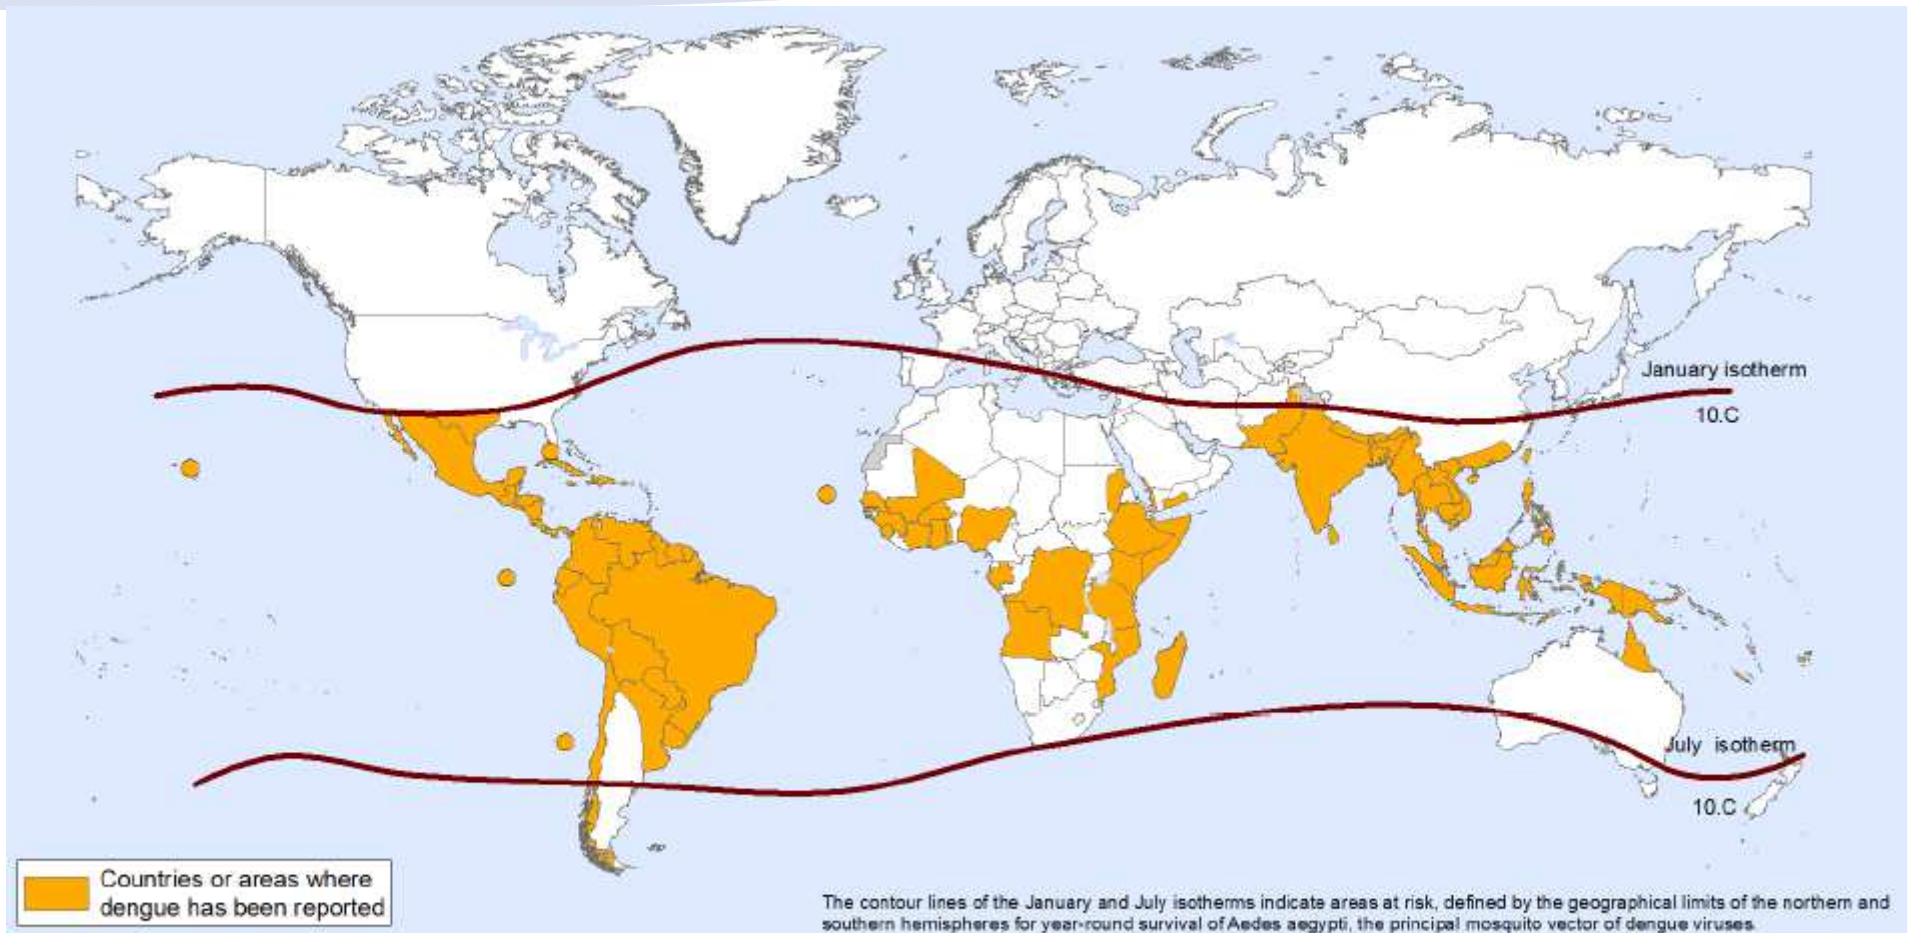 January isotherm
10.C
July isotherm
10.C
Countries or areas where
dengue has been reported
The contour lines of the January and July isotherms indicate areas at risk, defined by the geographical limits of the northern and
southern hemispheres for year-round survival of Aedes aegypti, the principal mosquito vector of dengue viruses